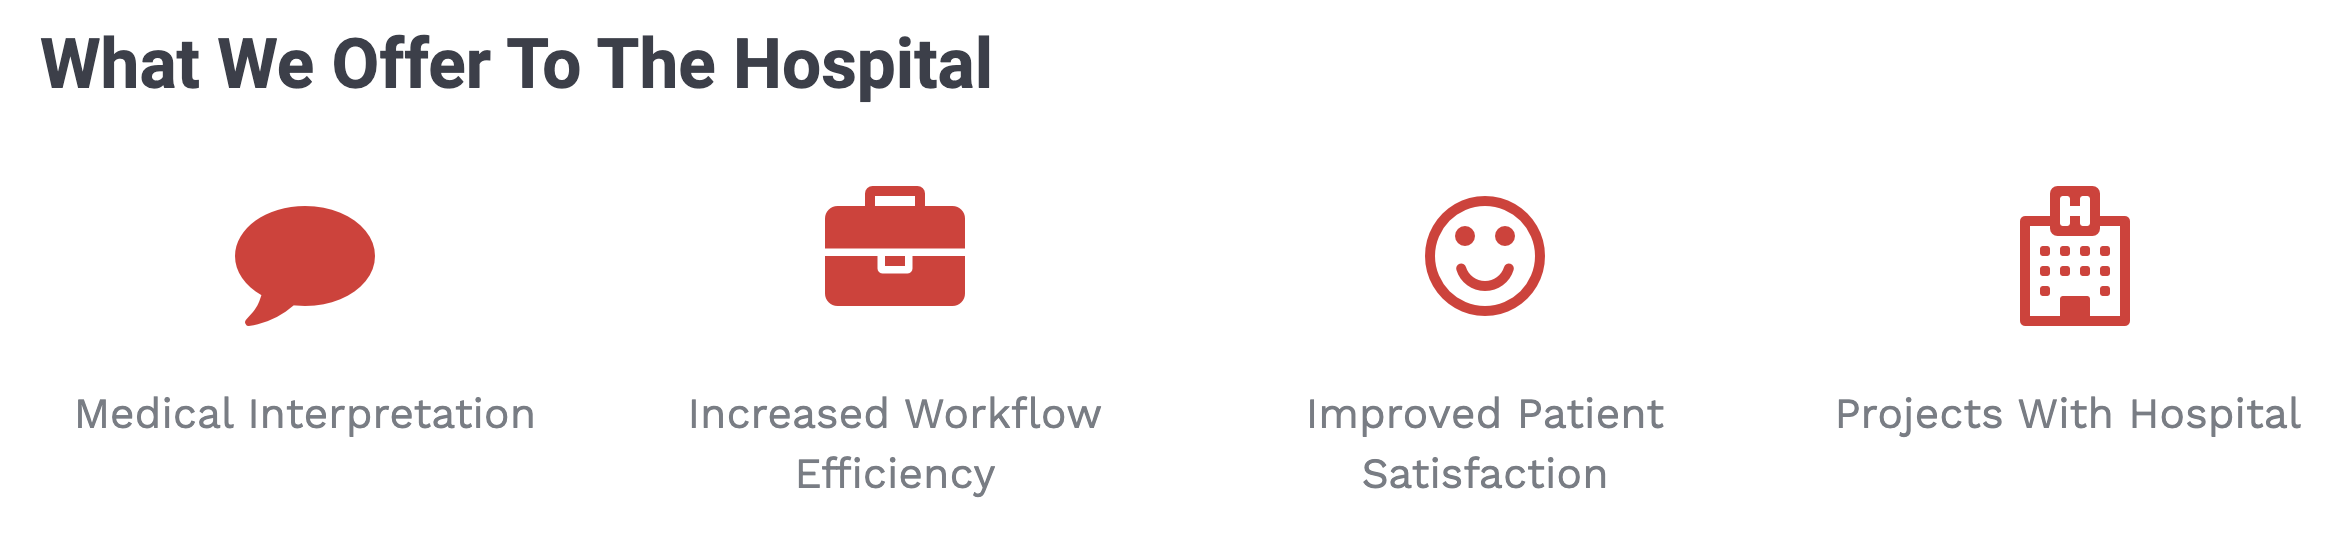 What We Offer To The Hospital
H
Medical Interpretation
Increased Workflow
Efficiency
Improved Patient
Satisfaction
Projects With Hospital